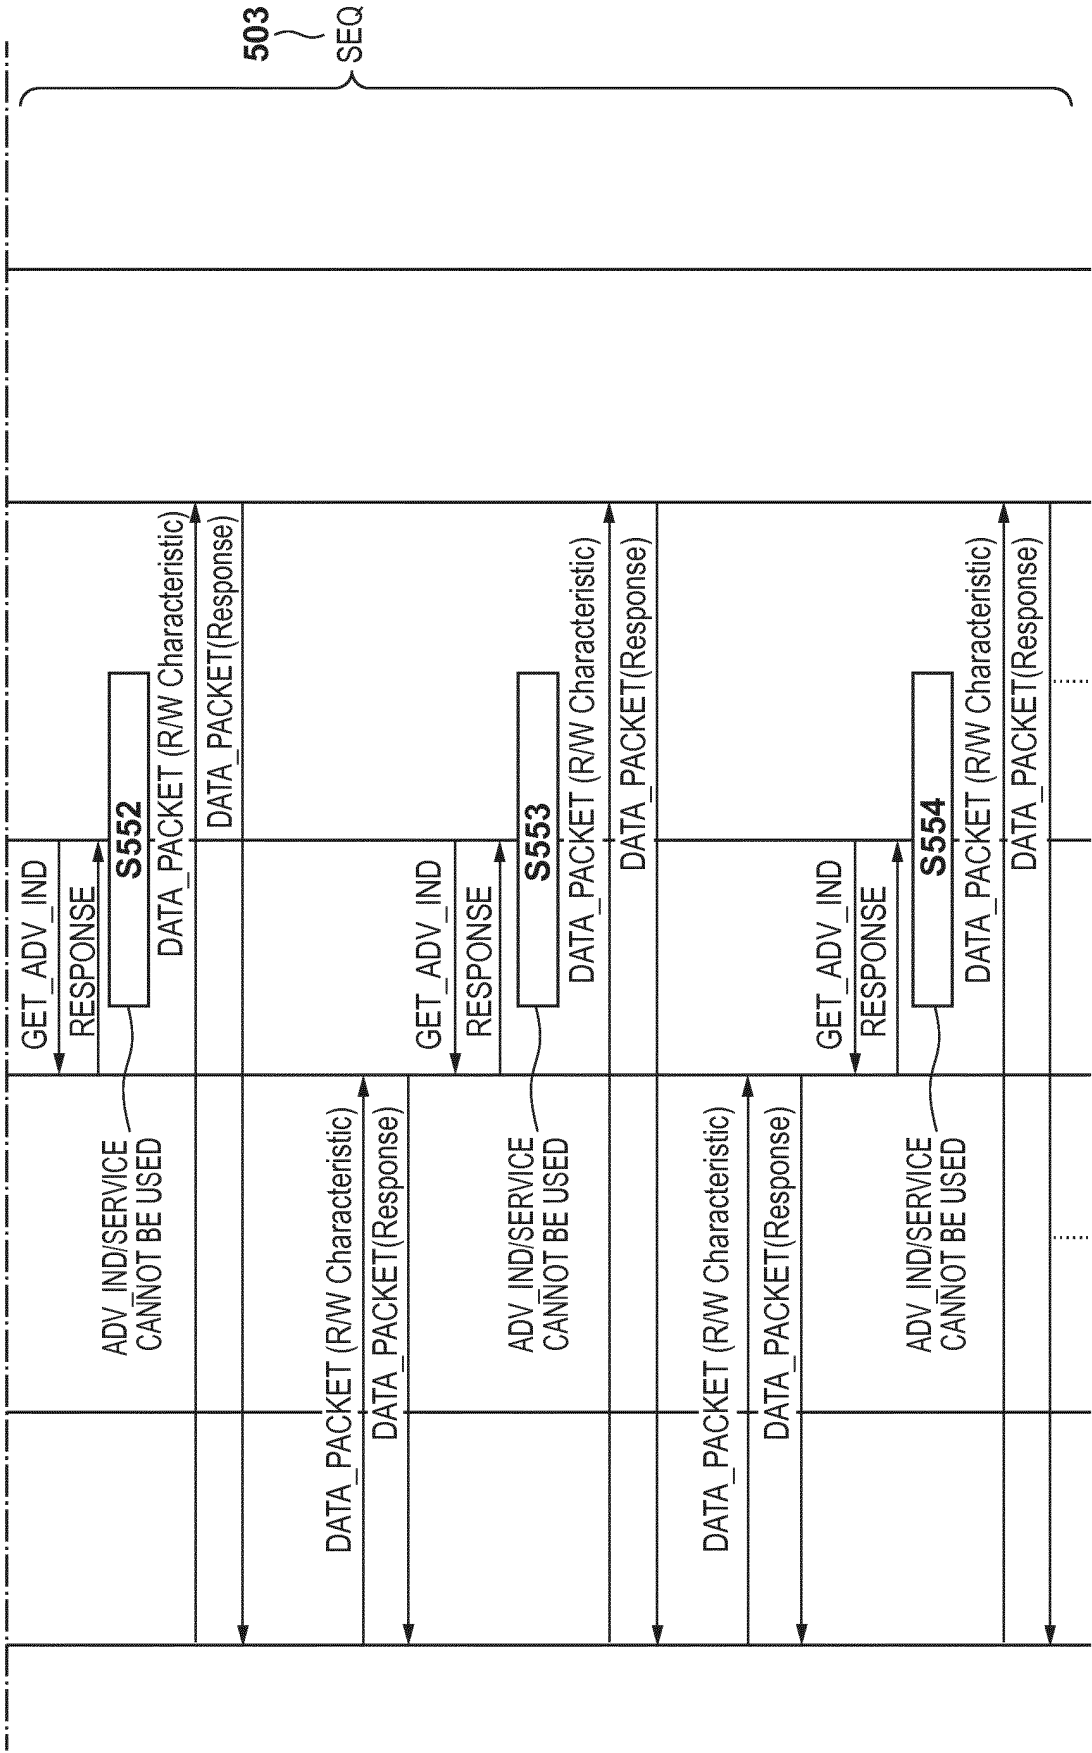 503
SEQ
GET_ADV_IND
RESPONSE
S552
ADV_IND/SERVICE
CANNOT BE USED
DATA_PACKET (R/W Characteristic)
DATA_PACKET(Response)
DATA_PACKET (R/W Characteristic)
DATA_PACKET(Response)
GET_ADV_IND
RESPONSE
S553
ADV_IND/SERVICE
CANNOT BE USED
DATA_PACKET (R/W Characteristic)
DATA_PACKET(Response)
DATA_PACKET (R/W Characteristic)
DATA_PACKET(Response)
GET_ADV_IND
RESPONSE
S554
ADV_IND/SERVICE
CANNOT BE USED
DATA_PACKET (R/W Characteristic)
DATA_PACKET(Response)